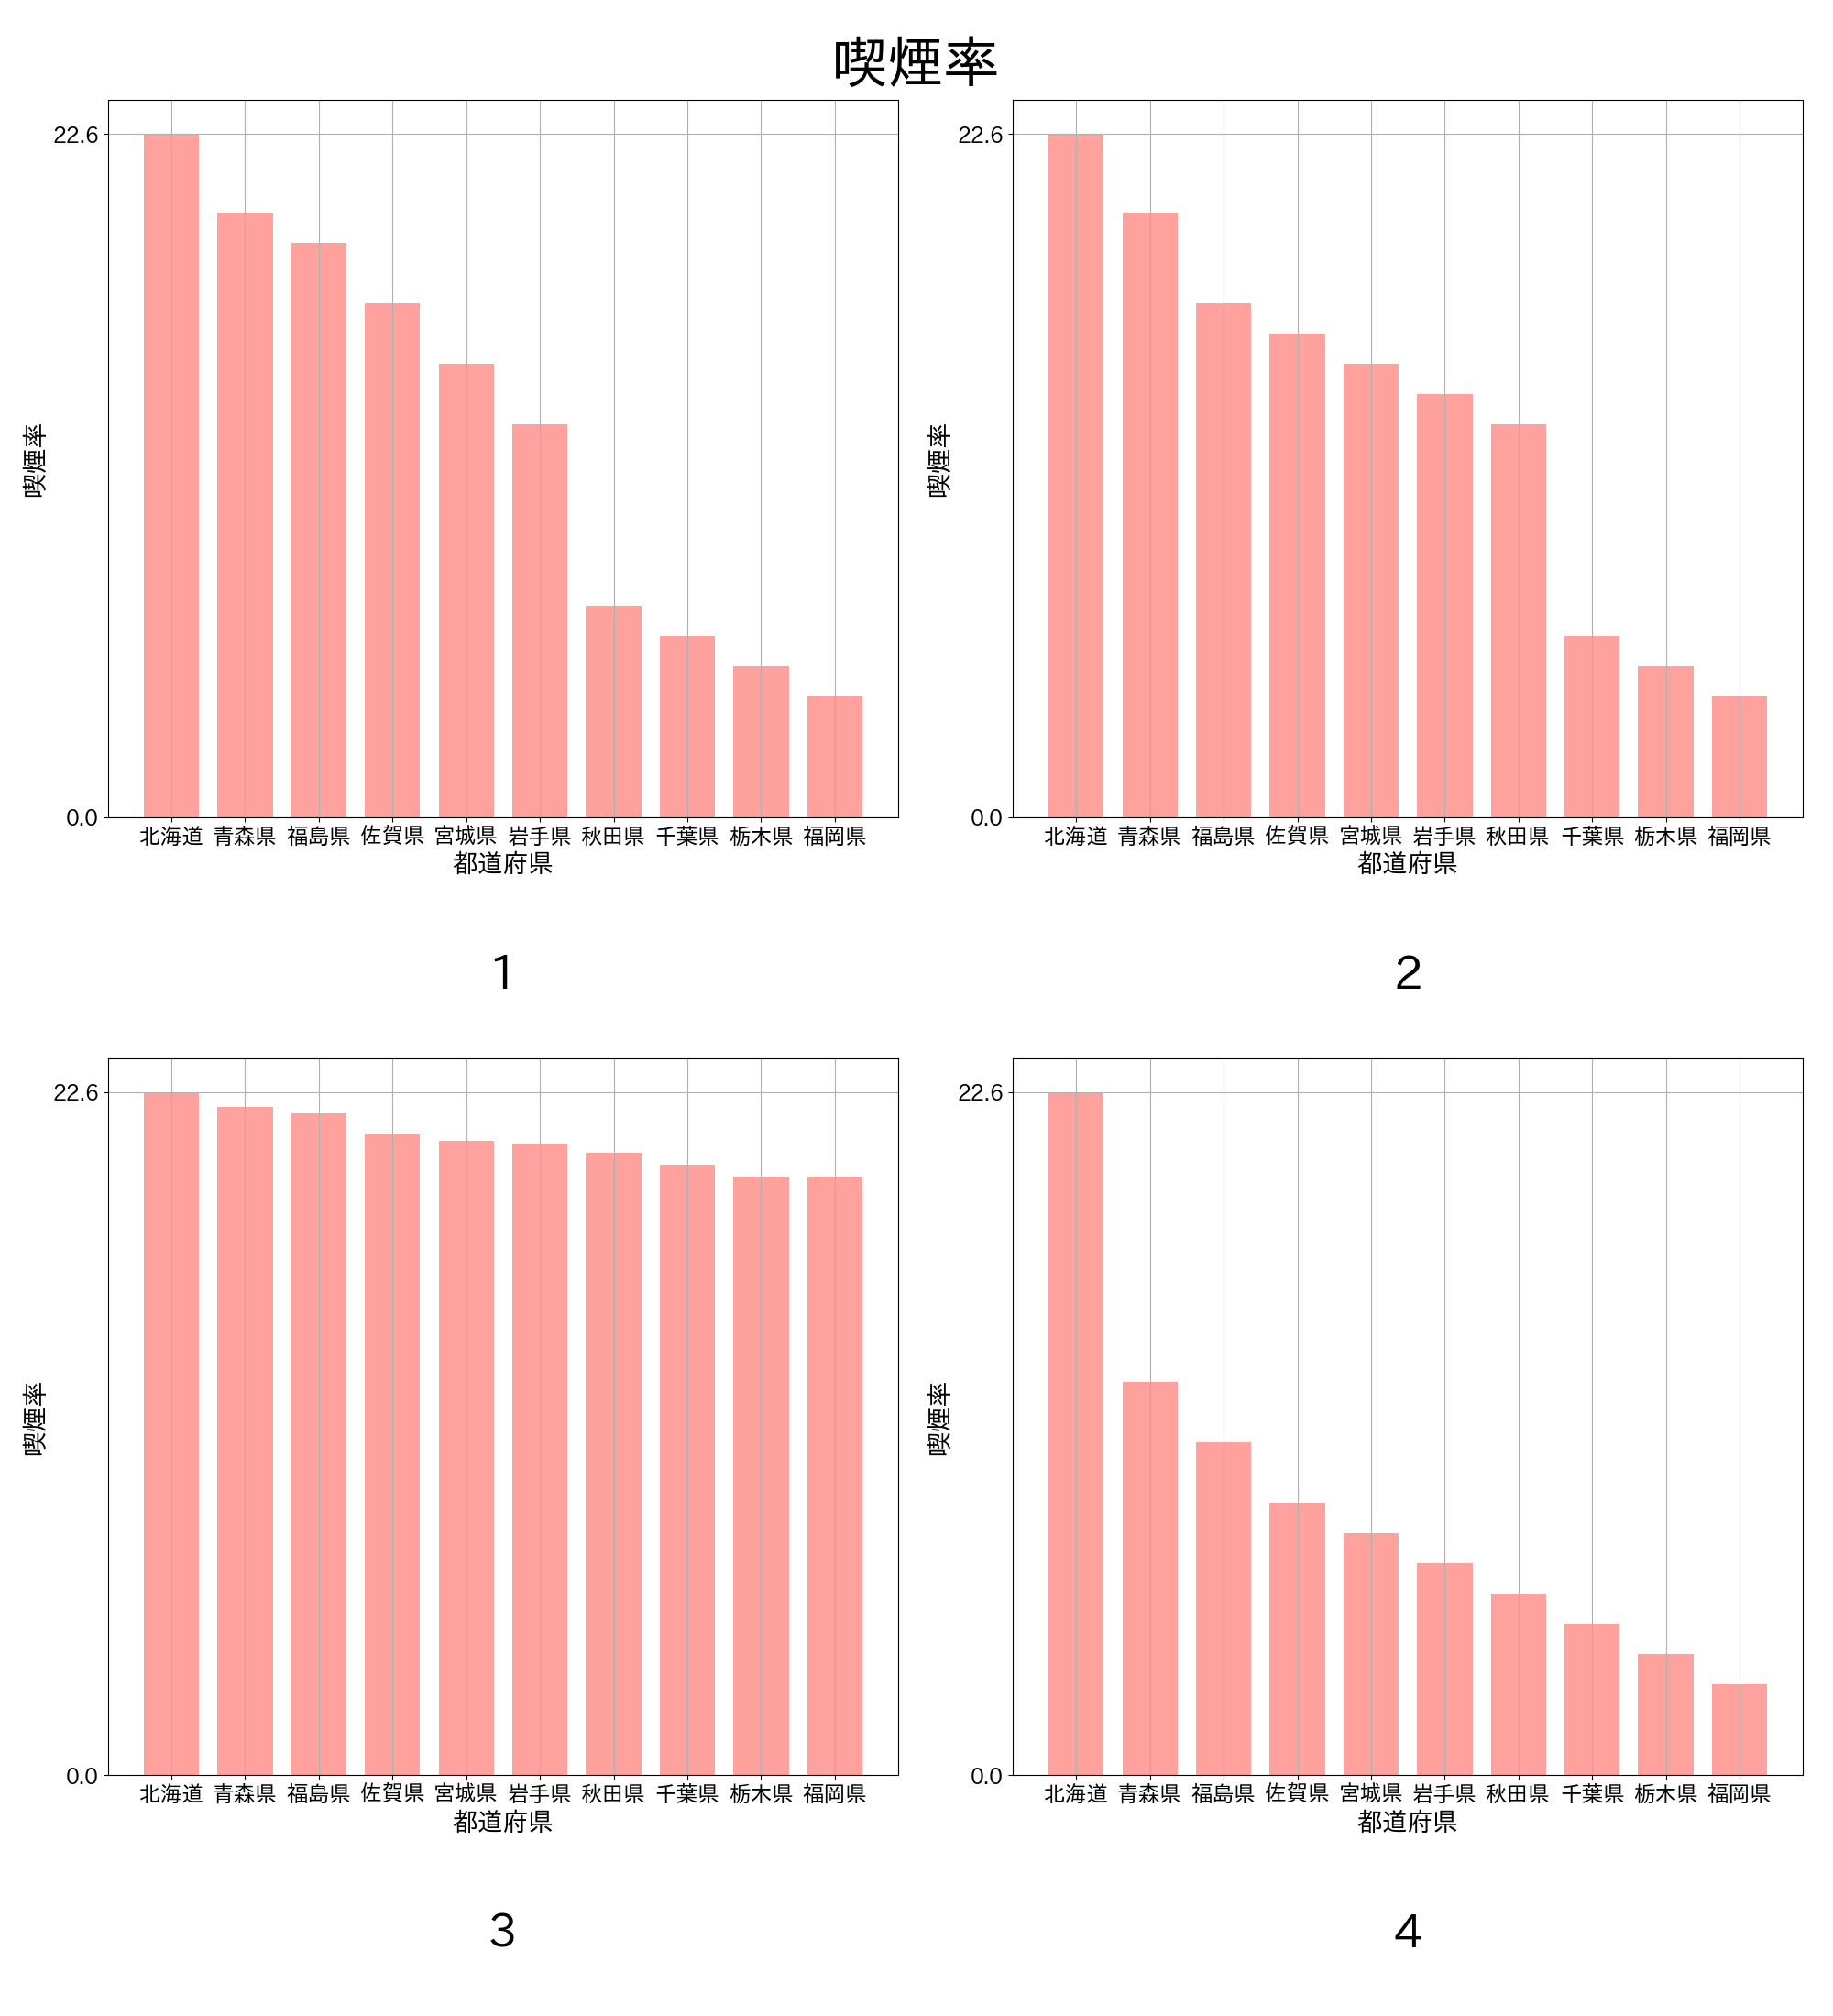 喫煙率
22.6
0.0
喫煙率
北海道 青森県 福島県 佐賀県 宮城県 岩手県 秋田県 千葉県 栃木県 福岡県
都道府県
1
22.6
0.0
喫煙率
北海道 青森県 福島県 佐賀県 宮城県 岩手県 秋田県 千葉県 栃木県 福岡県
都道府県
2
22.6
0.0
喫煙率
北海道 青森県 福島県 佐賀県 宮城県 岩手県 秋田県 千葉県 栃木県 福岡県
都道府県
3
22.6
0.0
喫煙率
北海道 青森県 福島県 佐賀県 宮城県 岩手県 秋田県 千葉県 栃木県 福岡県
都道府県
4